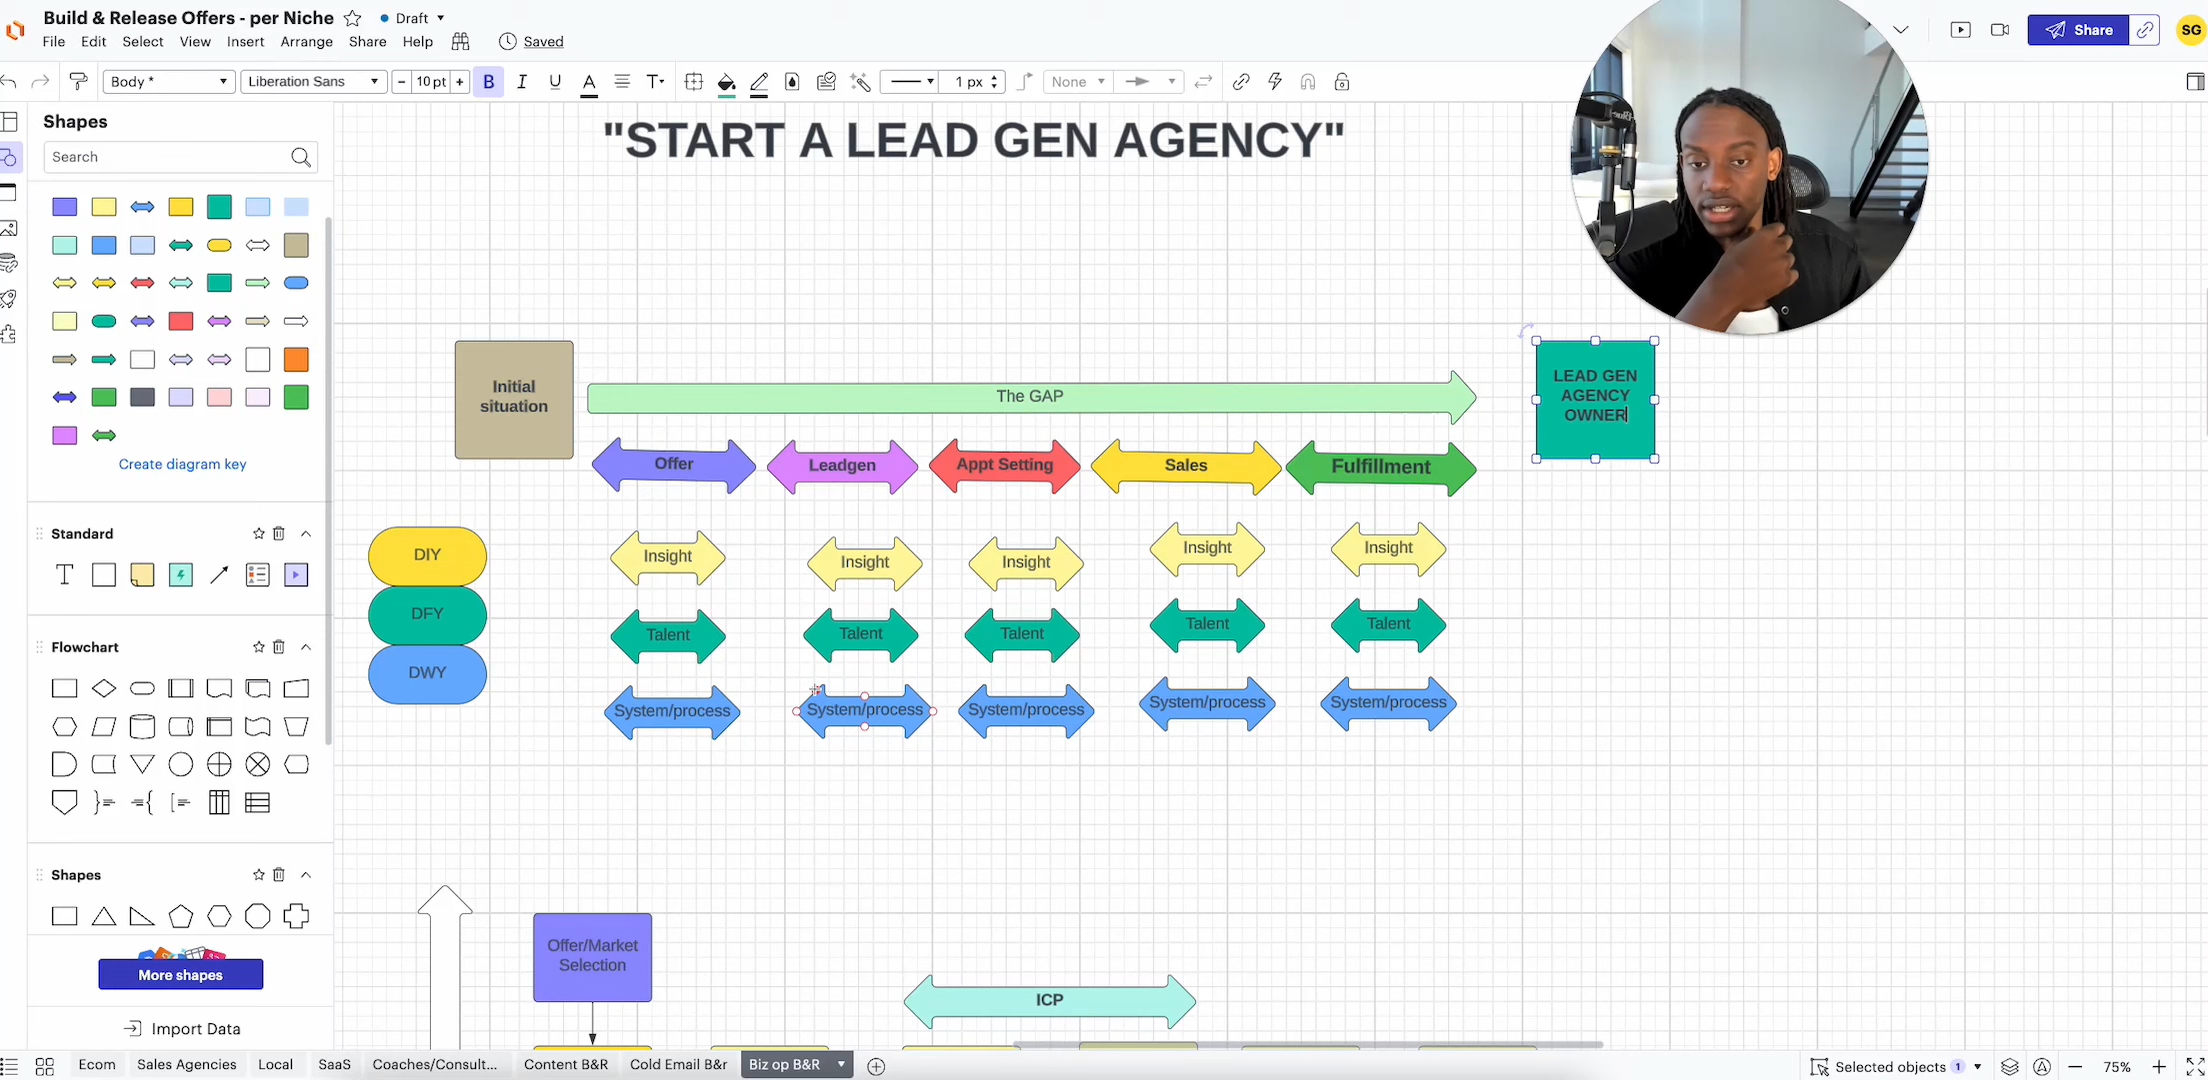 Build & Release Offers - per Niche
Draft
File Edit Select View Insert Arrange Share Help Saved
Share
SG
Body *
Liberation Sans
- 10 pt +
B I U A T
1 px
None
Shapes
Search
Create diagram key
Standard
T
Flowchart
Shapes
More shapes
Import Data
"START A LEAD GEN AGENCY"
Initial
situation
The GAP
LEAD GEN
AGENCY
OWNER
Offer
Leadgen
Appt Setting
Sales
Fulfillment
DIY
DFY
DWY
Insight
Insight
Insight
Insight
Insight
Talent
Talent
Talent
Talent
Talent
System/process
System/process
System/process
System/process
System/process
Offer/Market
Selection
ICP
Ecom
Sales Agencies
Local
SaaS
Coaches/Consult...
Content B&R
Cold Email B&r
Biz op B&R
Selected objects 1
75%